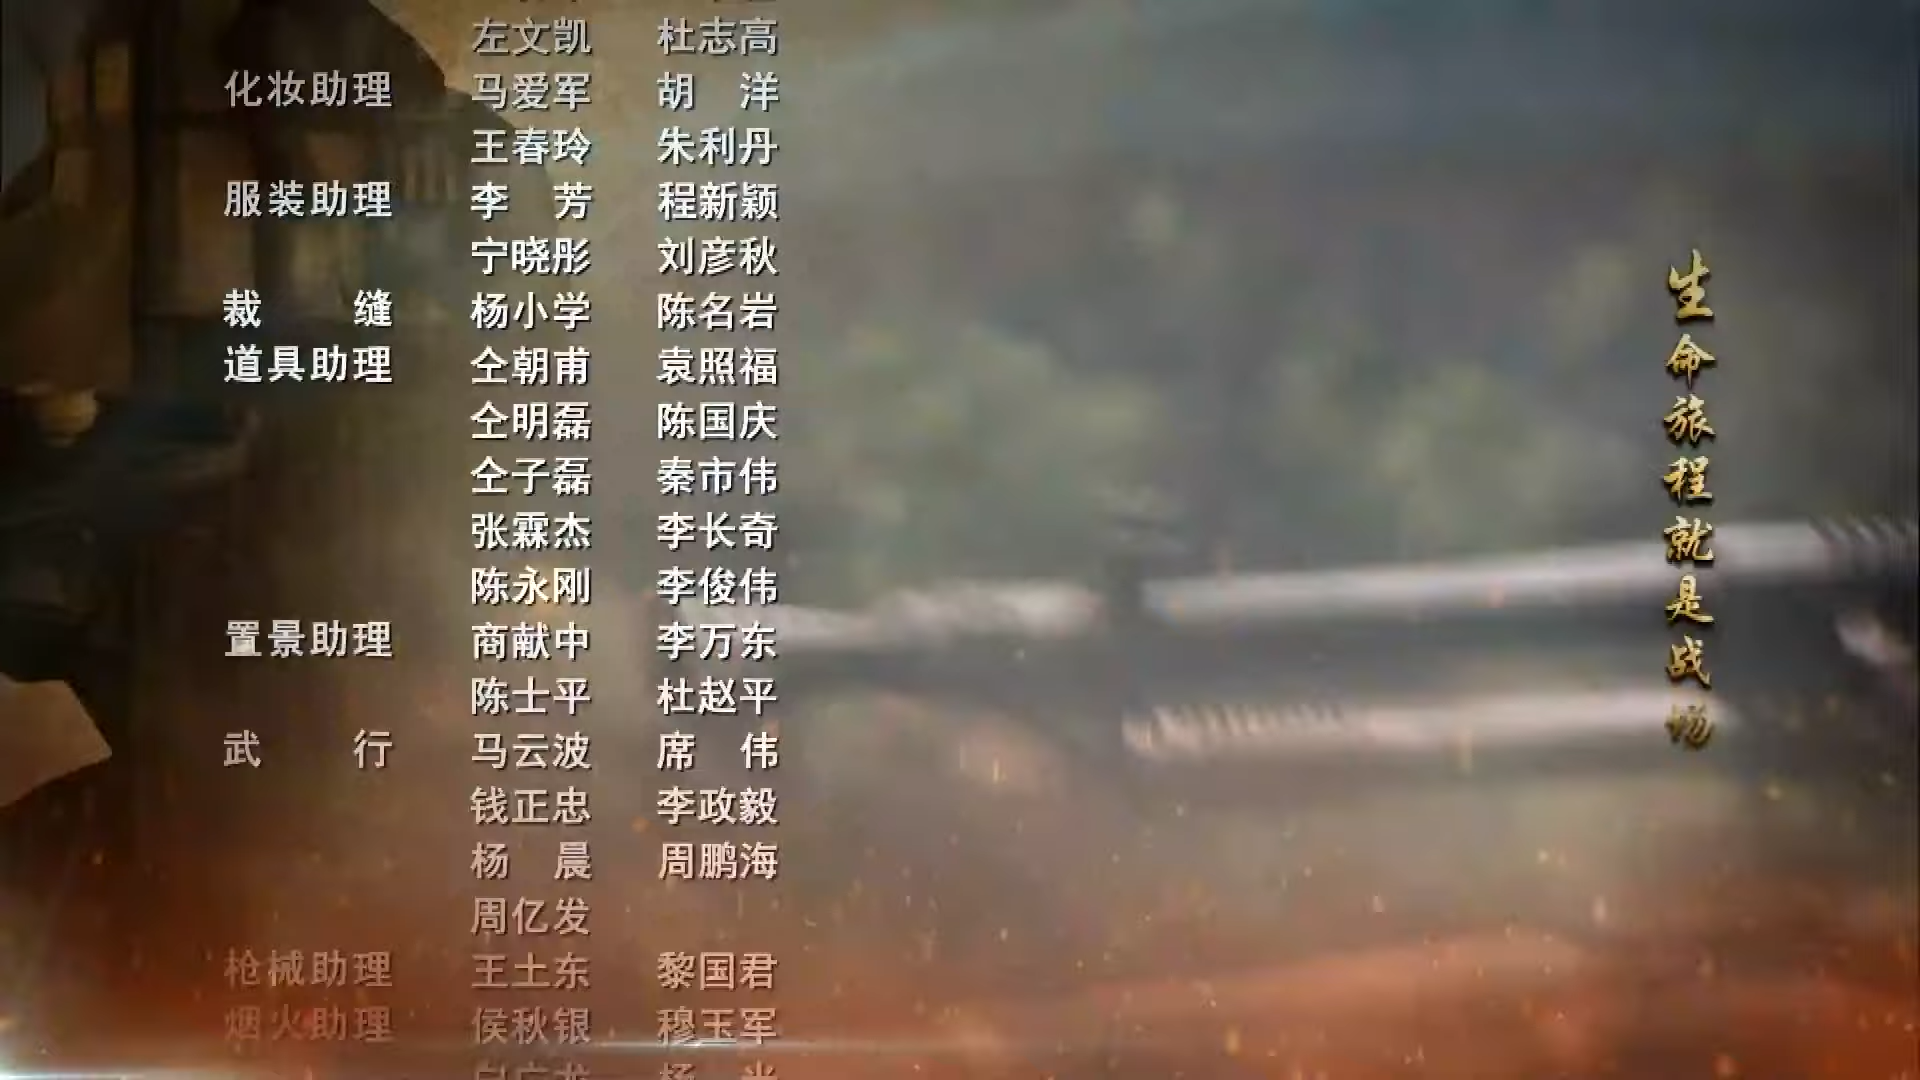 左文凯 杜志高
化妆助理 马爱军 胡 洋
王春玲 朱利丹
服装助理 李 芳 程新颖
宁晓彤 刘彦秋
裁 缝 杨小学 陈名岩
道具助理 仝朝甫 袁照福
仝明磊 陈国庆
仝子磊 秦市伟
张霖杰 李长奇
陈永刚 李俊伟
置景助理 商献中 李万东
陈士平 杜赵平
武 行 马云波 席 伟
钱正忠 李政毅
杨 晨 周鹏海
周亿发
枪械助理 王士东 黎国君
烟火助理 侯秋银 穆玉军
生命旅程就是战场